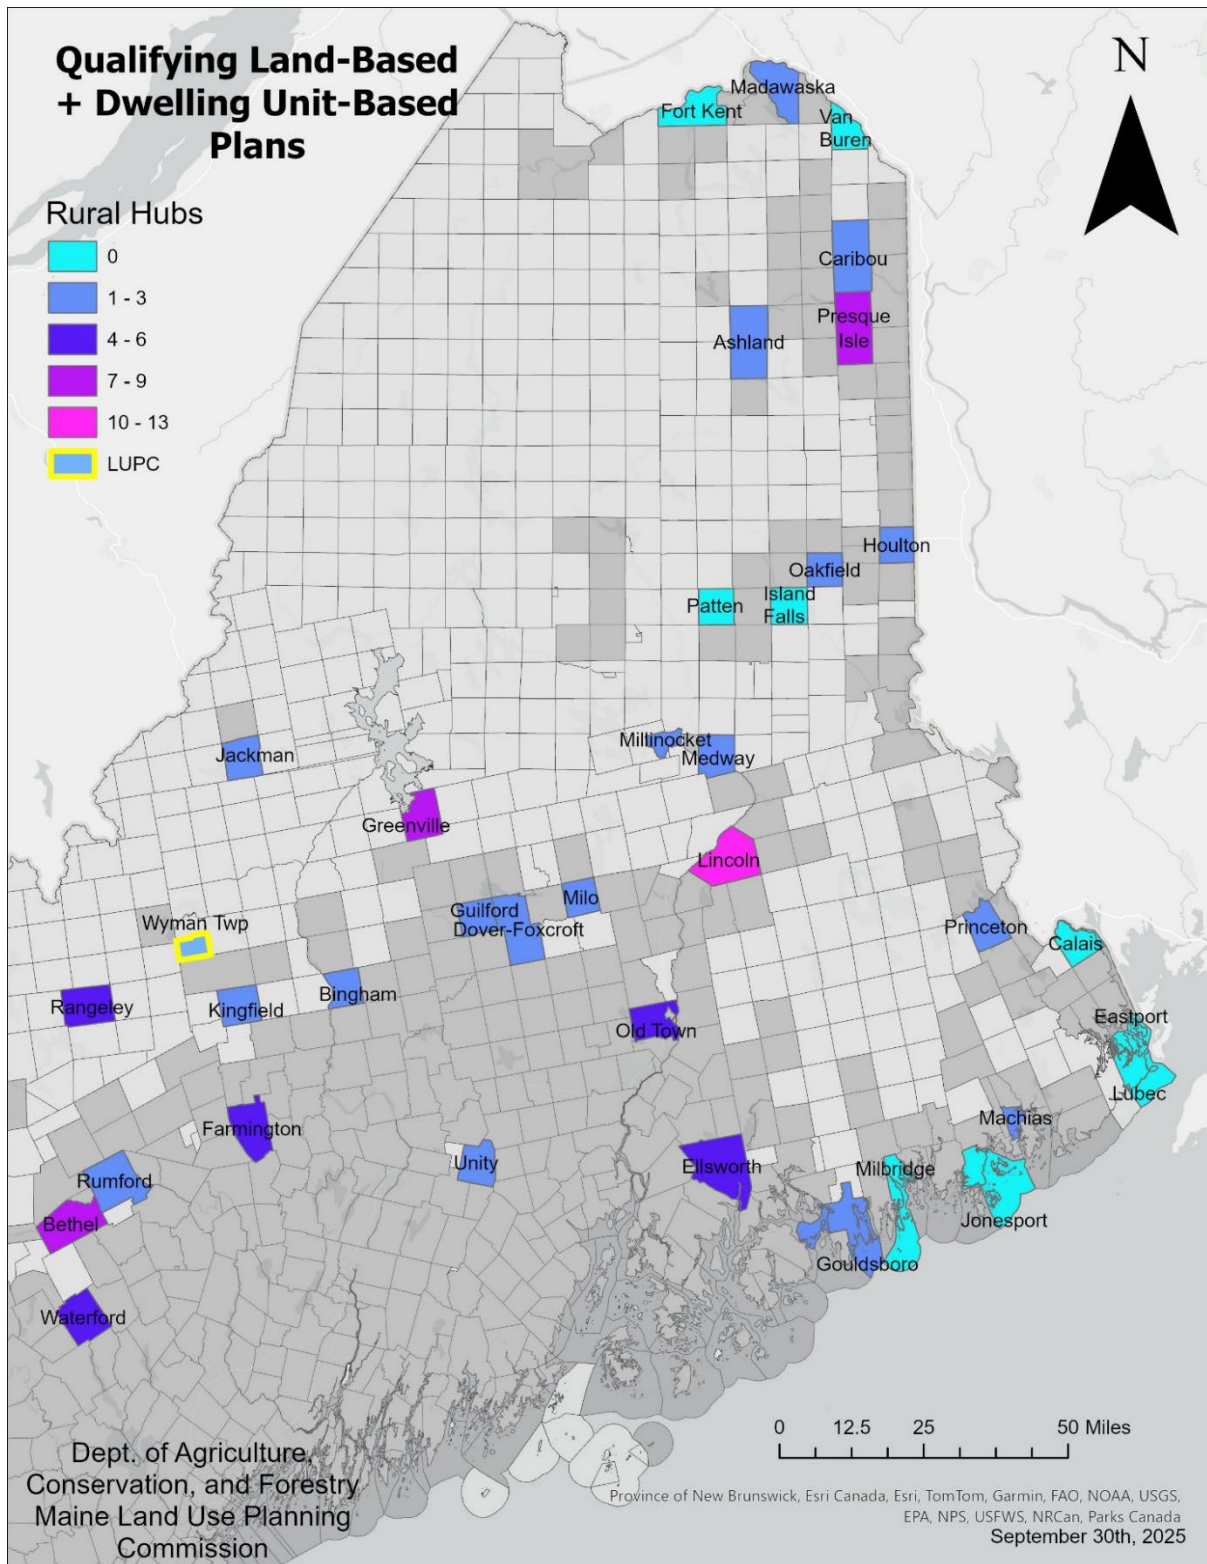 Qualifying Land-Based
+ Dwelling Unit-Based
Plans
N
Rural Hubs
0
1 - 3
4 - 6
7 - 9
10 - 13
LUPC
Madawaska
Fort Kent
Van
Buren
Caribou
Presque
Isle
Ashland
Houlton
Oakfield
Island
Falls
Patten
Millinocket
Medway
Jackman
Greenville
Lincoln
Milo
Guilford
Dover-Foxcroft
Wyman Twp
Princeton
Calais
Bingham
Rangeley
Kingfield
Old Town
Eastport
Lubec
Machias
Farmington
Unity
Ellsworth
Milbridge
Rumford
Bethel
Jonesport
Gouldsboro
Waterford
0 12.5 25 50 Miles
Dept. of Agriculture,
Conservation, and Forestry
Maine Land Use Planning
Commission
Province of New Brunswick, Esri Canada, Esri, TomTom, Garmin, FAO, NOAA, USGS,
EPA, NPS, USFWS, NRCan, Parks Canada
September 30th, 2025